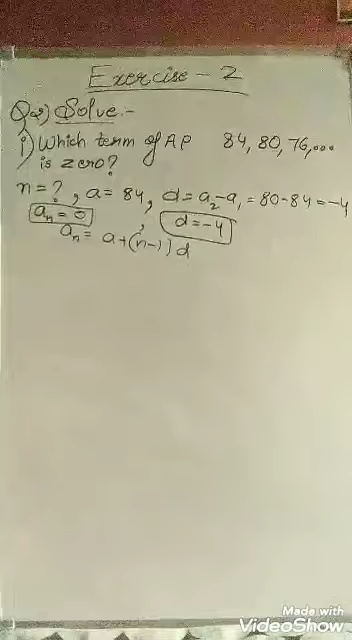 Exercise - 2
Q2) Solve:-
i) Which term of AP 84, 80, 76,...
is zero?
n = ?, a = 84, d = a₂-a₁ = 80-84 = -4
aₙ = 0, d = -4
aₙ = a+(n-1)d
Made with
VideoShow